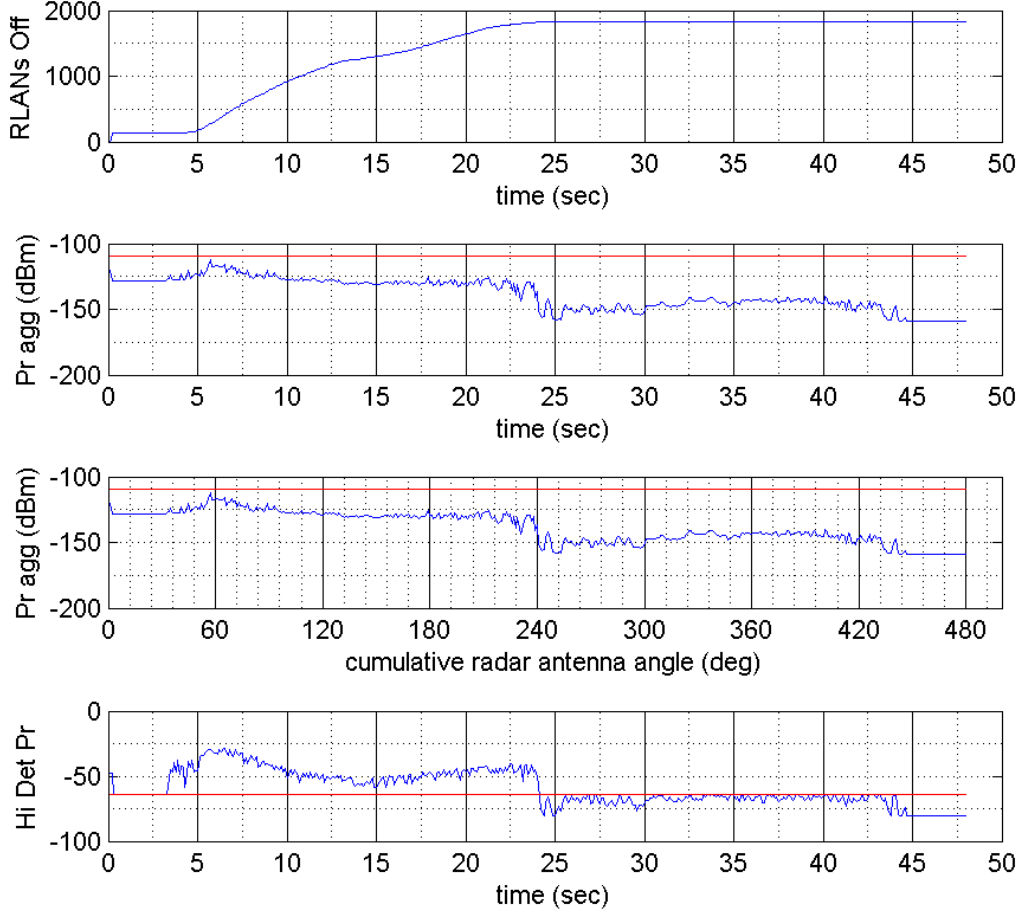 RLANs Off
2000
1000
0
0 5 10 15 20 25 30 35 40 45 50
time (sec)
Pr agg (dBm)
-100
-150
-200
0 5 10 15 20 25 30 35 40 45 50
time (sec)
Pr agg (dBm)
-100
-150
-200
0 60 120 180 240 300 360 420 480
cumulative radar antenna angle (deg)
Hi Det Pr
0
-50
-100
0 5 10 15 20 25 30 35 40 45 50
time (sec)